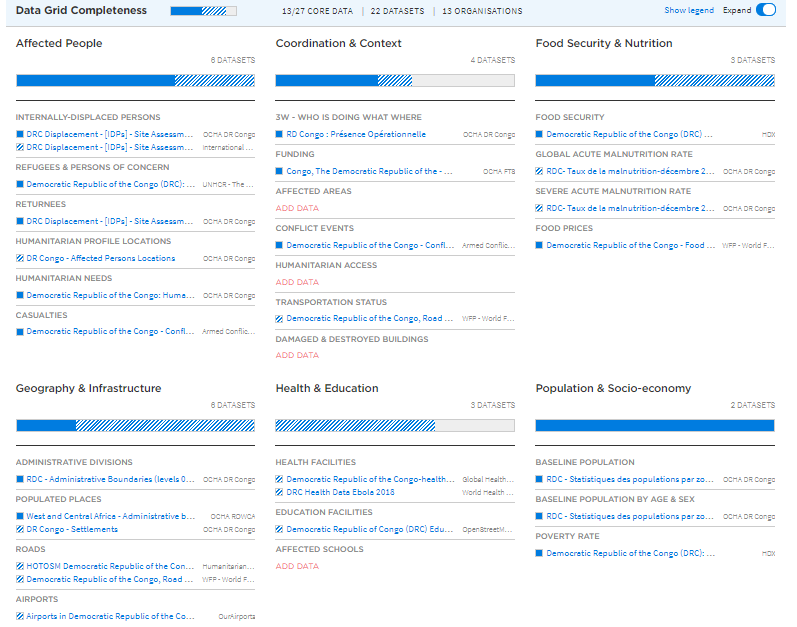 Data Grid Completeness
13/27 CORE DATA | 22 DATASETS | 13 ORGANISATIONS
Show legend Expand
Affected People
6 DATASETS
INTERNALLY-DISPLACED PERSONS
DRC Displacement - [IDPs] - Site Assessm... OCHA DR Congo
DRC Displacement - [IDPs] - Site Assessm... International ...
REFUGEES & PERSONS OF CONCERN
Democratic Republic of the Congo (DRC): ... UNHCR - The ...
RETURNEES
DRC Displacement - [IDPs] - Site Assessm... OCHA DR Congo
HUMANITARIAN PROFILE LOCATIONS
DR Congo - Affected Persons Locations OCHA DR Congo
HUMANITARIAN NEEDS
Democratic Republic of the Congo: Huma... OCHA DR Congo
CASUALTIES
Democratic Republic of the Congo - Confl... Armed Conflic...
Coordination & Context
4 DATASETS
3W - WHO IS DOING WHAT WHERE
RD Congo : Présence Opérationnelle OCHA DR Congo
FUNDING
Congo, The Democratic Republic of the - ... OCHA FTS
AFFECTED AREAS
ADD DATA
CONFLICT EVENTS
Democratic Republic of the Congo - Confl... Armed Conflic...
HUMANITARIAN ACCESS
ADD DATA
TRANSPORTATION STATUS
Democratic Republic of the Congo, Road ... WFP - World F...
DAMAGED & DESTROYED BUILDINGS
ADD DATA
Food Security & Nutrition
3 DATASETS
FOOD SECURITY
Democratic Republic of the Congo (DRC) ... HDX
GLOBAL ACUTE MALNUTRITION RATE
RDC- Taux de la malnutrition-décembre 2... OCHA DR Congo
SEVERE ACUTE MALNUTRITION RATE
RDC- Taux de la malnutrition-décembre 2... OCHA DR Congo
FOOD PRICES
Democratic Republic of the Congo - Food ... WFP - World F...
Geography & Infrastructure
6 DATASETS
ADMINISTRATIVE DIVISIONS
RDC - Administrative Boundaries (levels 0... OCHA DR Congo
POPULATED PLACES
West and Central Africa - Administrative b... OCHA ROWCA
DR Congo - Settlements OCHA DR Congo
ROADS
HOTOSM Democratic Republic of the Con... Humanitarian...
Democratic Republic of the Congo, Road ... WFP - World F...
AIRPORTS
Airports in Democratic Republic of the Co... OurAirports
Health & Education
3 DATASETS
HEALTH FACILITIES
Democratic Republic of the Congo-health... Global Health...
DRC Health Data Ebola 2018 World Health ...
EDUCATION FACILITIES
Democratic Republic of Congo (DRC) Edu... OpenStreetM...
AFFECTED SCHOOLS
ADD DATA
Population & Socio-economy
2 DATASETS
BASELINE POPULATION
RDC - Statistiques des populations par zo... OCHA DR Congo
BASELINE POPULATION BY AGE & SEX
RDC - Statistiques des populations par zo... OCHA DR Congo
POVERTY RATE
Democratic Republic of the Congo (DRC): ... HDX